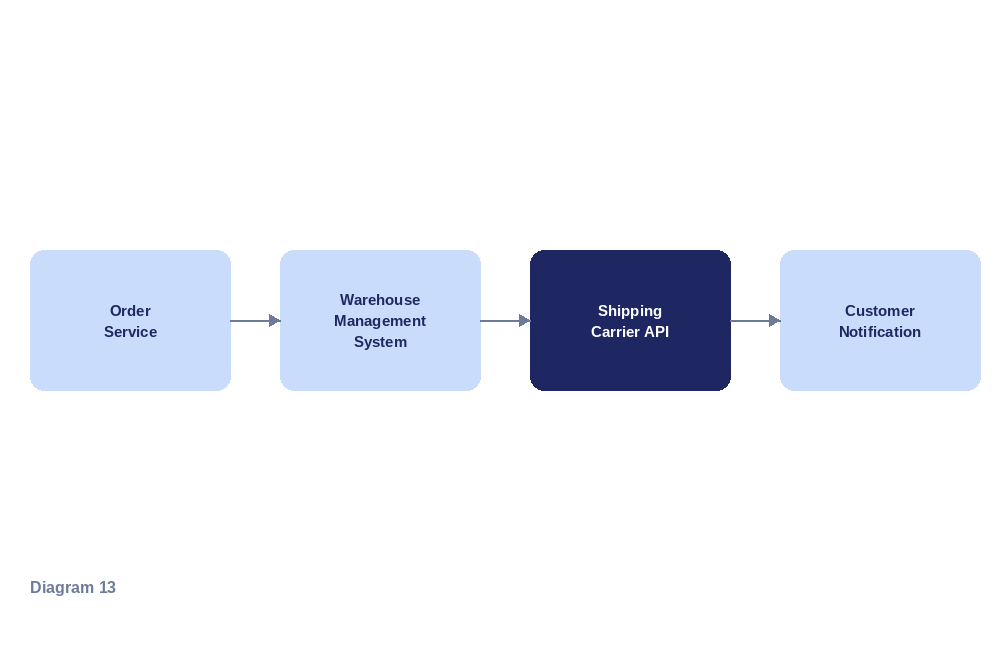 Order
Service
Warehouse
Management
System
Shipping
Carrier API
Customer
Notification
Diagram 13